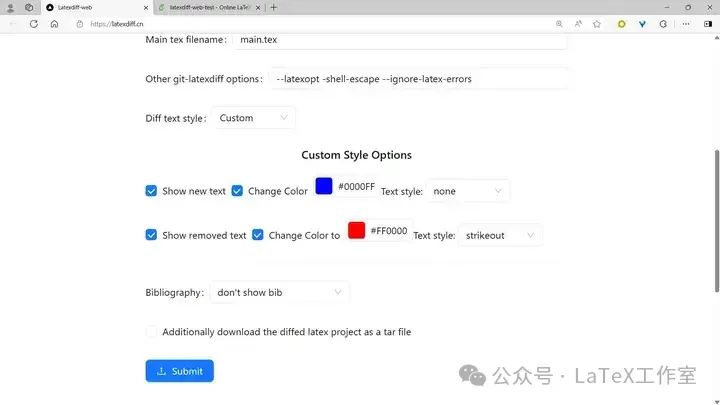 Latexdiff-web
latexdiff-web-test - Online LaTe
https://latexdiff.cn
Main tex filename: main.tex
Other git-latexdiff options: --latexopt -shell-escape --ignore-latex-errors
Diff text style: Custom
Custom Style Options
Show new text Change Color #0000FF Text style: none
Show removed text Change Color to #FF0000 Text style: strikeout
Bibliography: don't show bib
Additionally download the diffed latex project as a tar file
Submit
公众号 · LaTeX工作室